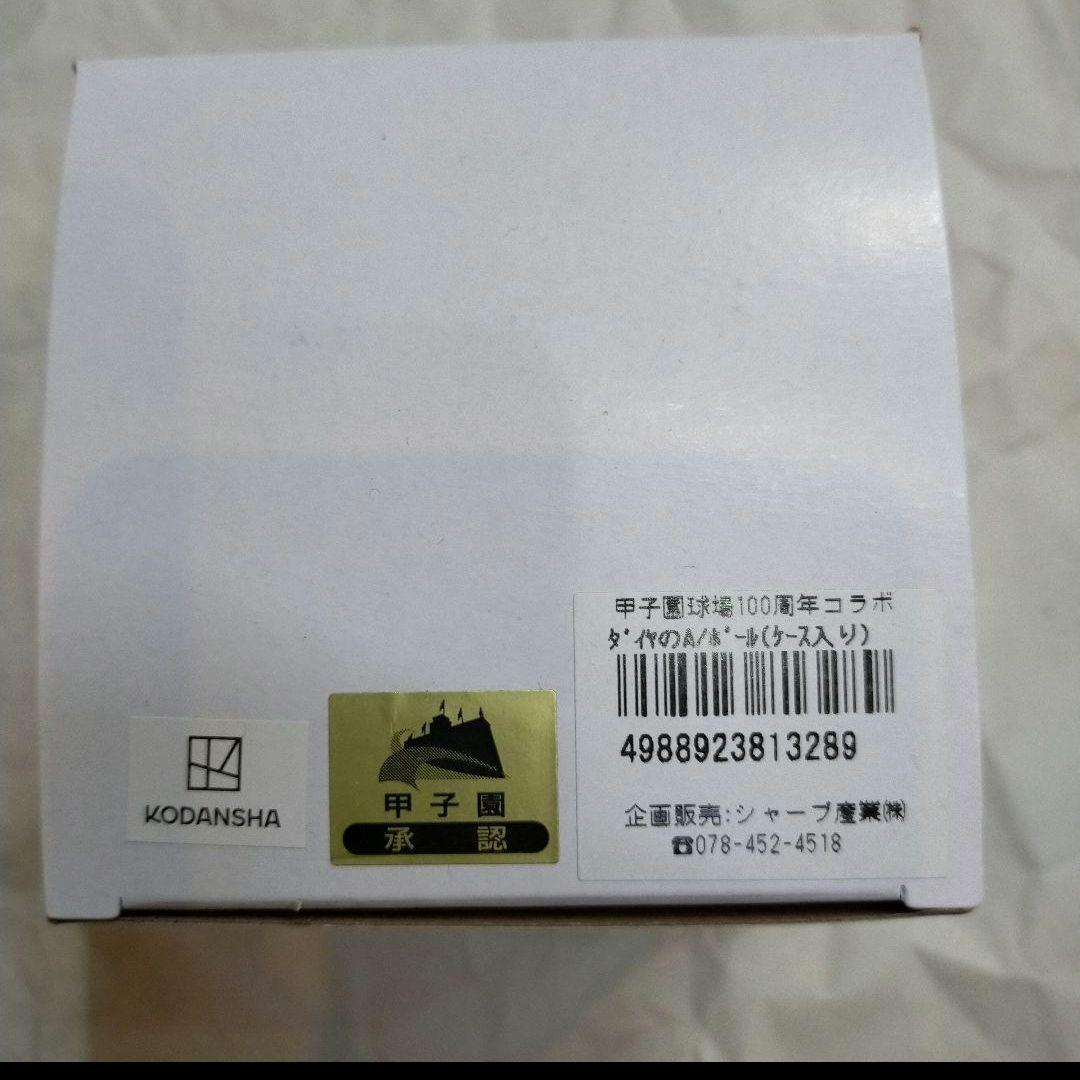 甲子園球場100周年コラボ
ﾀﾞｲﾔのA/ﾎﾞｰﾙ(ｹｰｽ入り)
4988923813289
企画販売:シャープ産業㈱
☎078-452-4518
KODANSHA
甲子園
承認